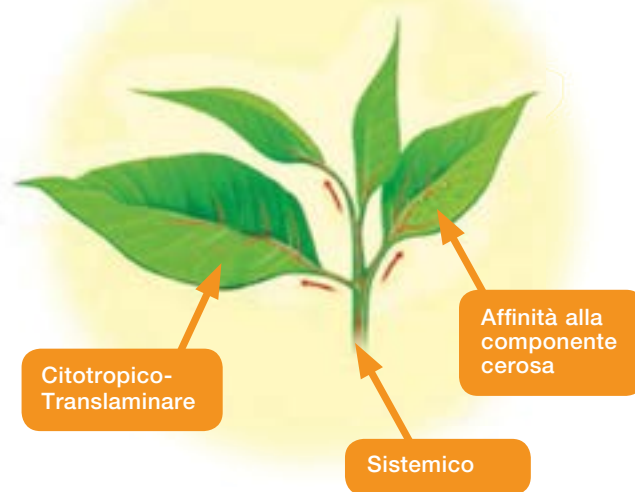 Citotropico-
Translaminare
Affinità alla
componente
cerosa
Sistemico